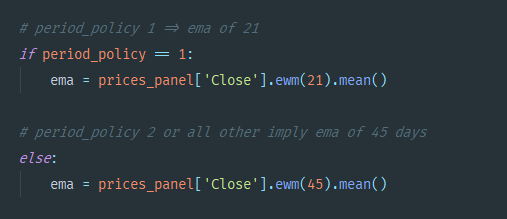 # period_policy 1 => ema of 21
if period_policy == 1:
    ema = prices_panel['Close'].ewm(21).mean()
# period_policy 2 or all other imply ema of 45 days
else:
    ema = prices_panel['Close'].ewm(45).mean()